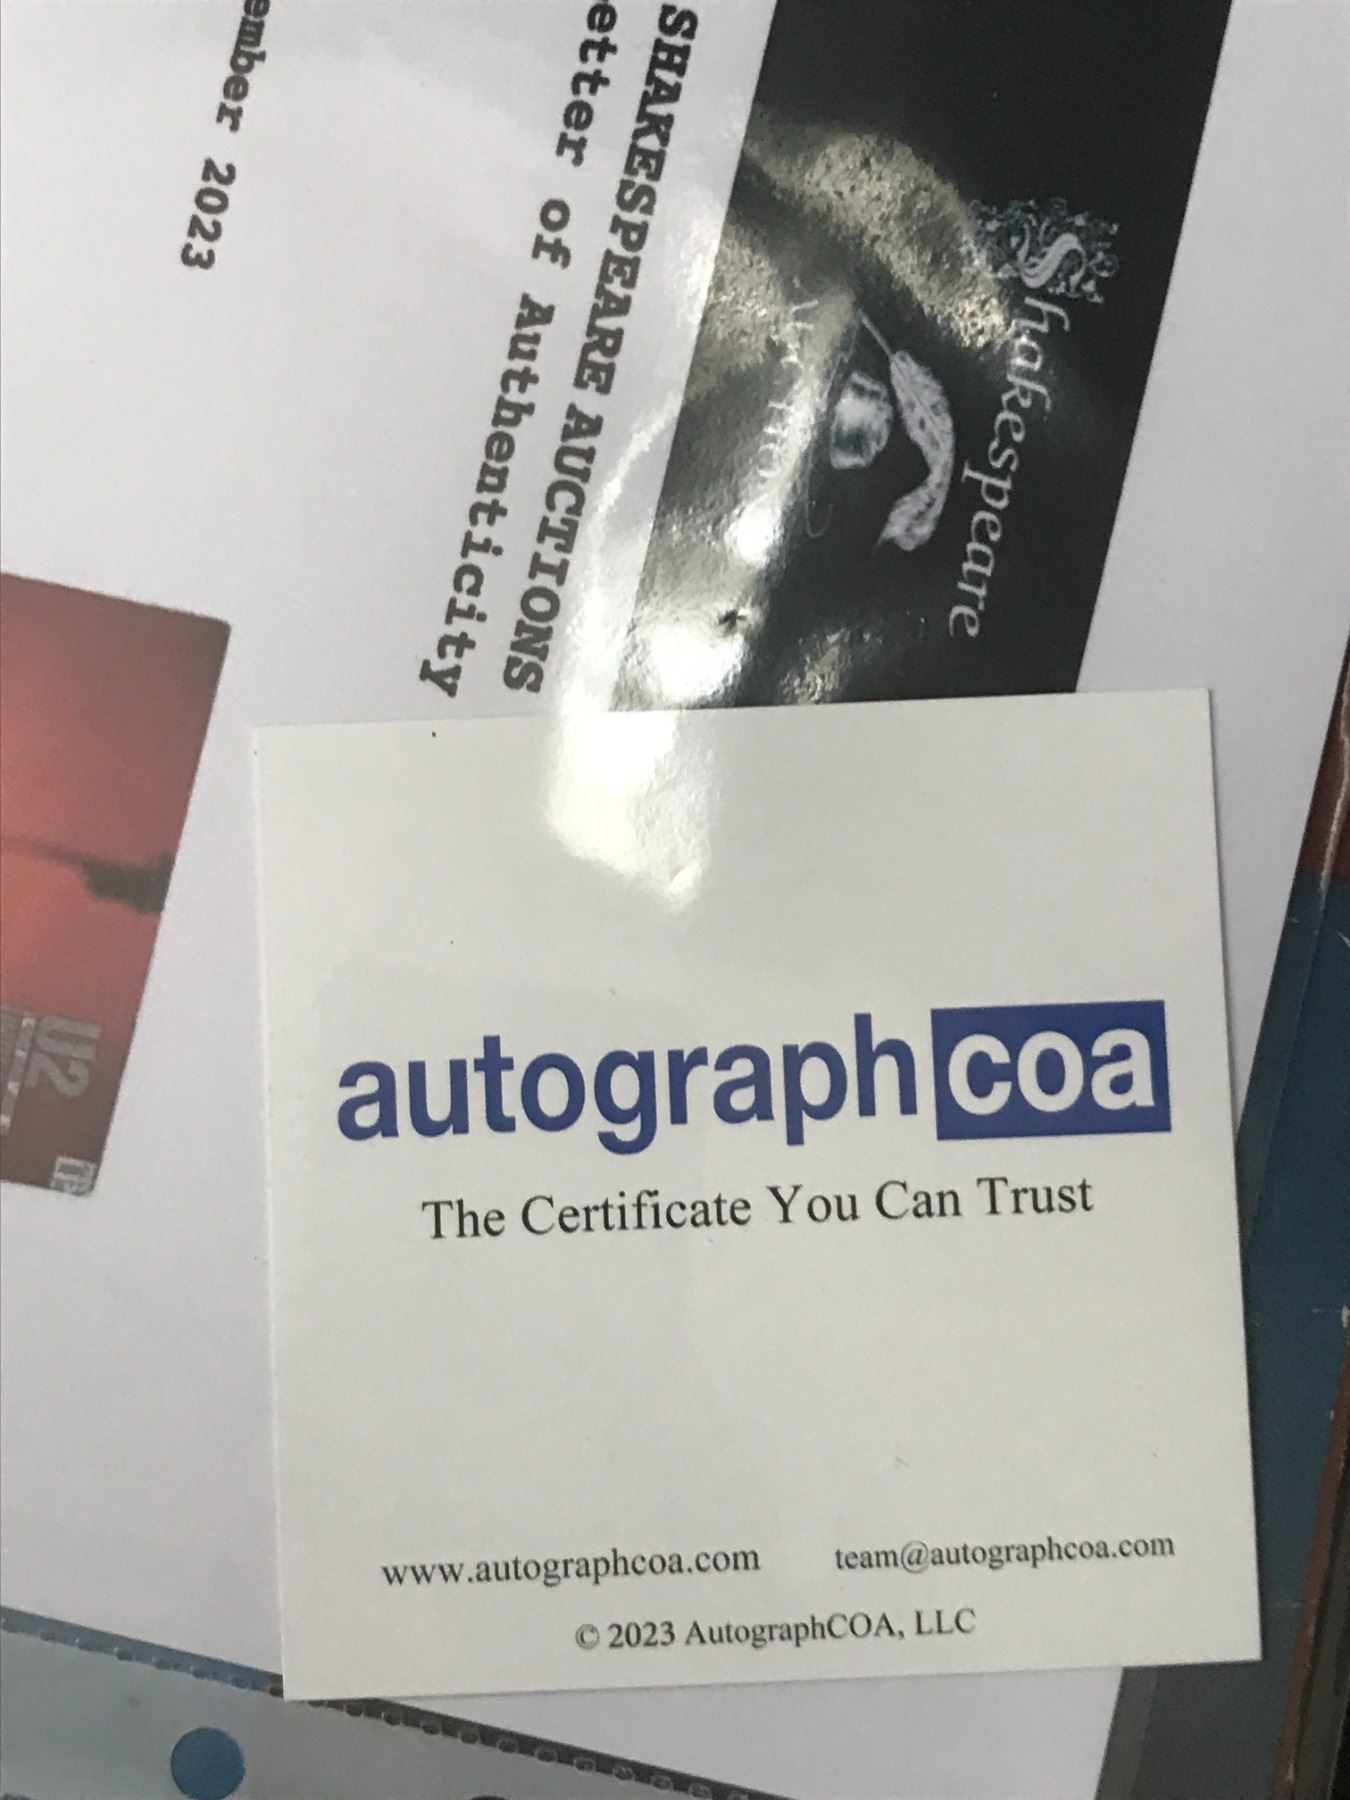 Shakespeare
SHAKESPEARE AUCTIONS
etter of Authenticity
ember 2023
U2
autographcoa
The Certificate You Can Trust
www.autographcoa.com team@autographcoa.com
© 2023 AutographCOA, LLC